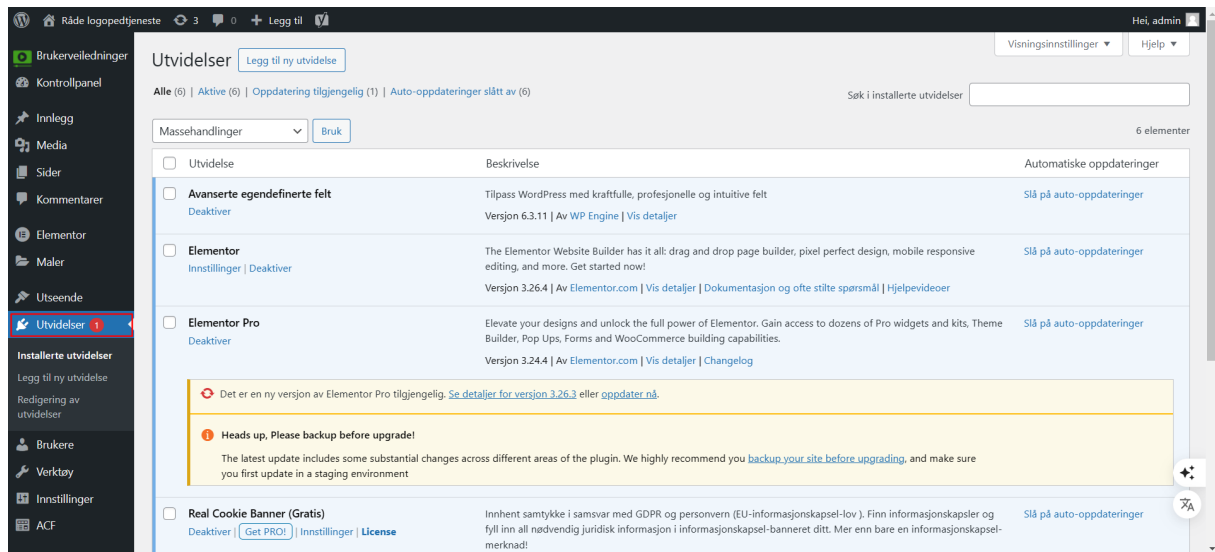 Råde logopedtjeneste 3 0 Legg til Hei, admin
Visningsinnstillinger ▼ Hjelp ▼
Brukerveiledninger
Kontrollpanel
Innlegg
Media
Sider
Kommentarer
Elementor
Maler
Utseende
Utvidelser 1
Installerte utvidelser
Legg til ny utvidelse
Redigering av
utvidelser
Brukere
Verktøy
Innstillinger
ACF
Utvidelser Legg til ny utvidelse
Alle (6) | Aktive (6) | Oppdatering tilgjengelig (1) | Auto-oppdateringer slått av (6)
Søk i installerte utvidelser
Massehandlinger Bruk 6 elementer
Utvidelse Beskrivelse Automatiske oppdateringer
Avanserte egendefinerte felt Tilpass WordPress med kraftfulle, profesjonelle og intuitive felt Slå på auto-oppdateringer
Deaktiver Versjon 6.3.11 | Av WP Engine | Vis detaljer
Elementor The Elementor Website Builder has it all: drag and drop page builder, pixel perfect design, mobile responsive Slå på auto-oppdateringer
Innstillinger | Deaktiver editing, and more. Get started now!
Versjon 3.26.4 | Av Elementor.com | Vis detaljer | Dokumentasjon og ofte stilte spørsmål | Hjelpevideoer
Elementor Pro Elevate your designs and unlock the full power of Elementor. Gain access to dozens of Pro widgets and kits, Theme Slå på auto-oppdateringer
Deaktiver Builder, Pop Ups, Forms and WooCommerce building capabilities.
Versjon 3.24.4 | Av Elementor.com | Vis detaljer | Changelog
Det er en ny versjon av Elementor Pro tilgjengelig. Se detaljer for versjon 3.26.3 eller oppdater nå.
Heads up, Please backup before upgrade!
The latest update includes some substantial changes across different areas of the plugin. We highly recommend you backup your site before upgrading, and make sure
you first update in a staging environment
Real Cookie Banner (Gratis) Innhent samtykke i samsvar med GDPR og personvern (EU-informasjonskapsel-lov ). Finn informasjonskapsler og Slå på auto-oppdateringer
Deaktiver | Get PRO! | Innstillinger | License fyll inn all nødvendig juridisk informasjon i informasjonskapsel-banneret ditt. Mer enn bare en informasjonskapsel-
merknad!